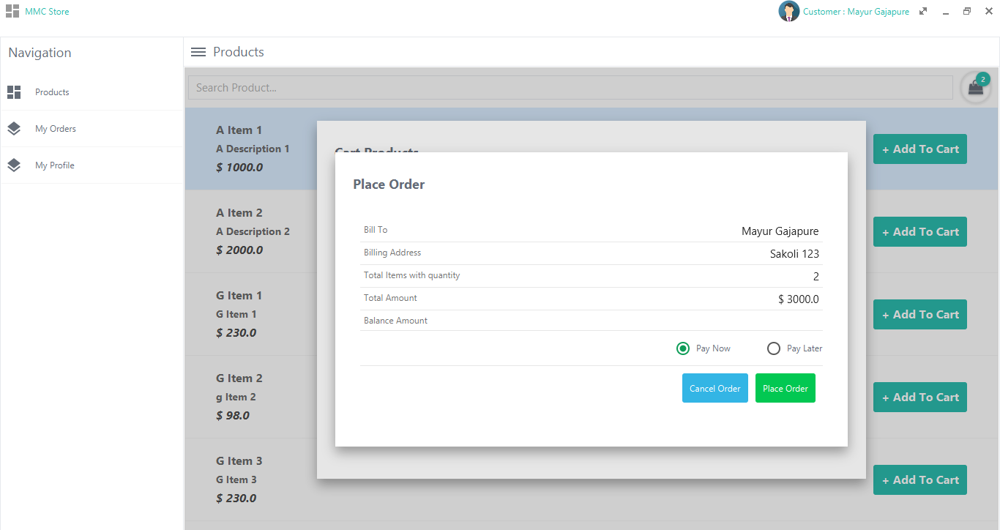 MMC Store
Customer : Mayur Gajapure
Navigation
Products
My Orders
My Profile
Products
Search Product...
2
A Item 1
A Description 1
$ 1000.0
+ Add To Cart
A Item 2
A Description 2
$ 2000.0
+ Add To Cart
G Item 1
G Item 1
$ 230.0
+ Add To Cart
G Item 2
g Item 2
$ 98.0
+ Add To Cart
G Item 3
G Item 3
$ 230.0
+ Add To Cart
Cart Products
Place Order
Bill To Mayur Gajapure
Billing Address Sakoli 123
Total Items with quantity 2
Total Amount $ 3000.0
Balance Amount
Pay Now Pay Later
Cancel Order Place Order